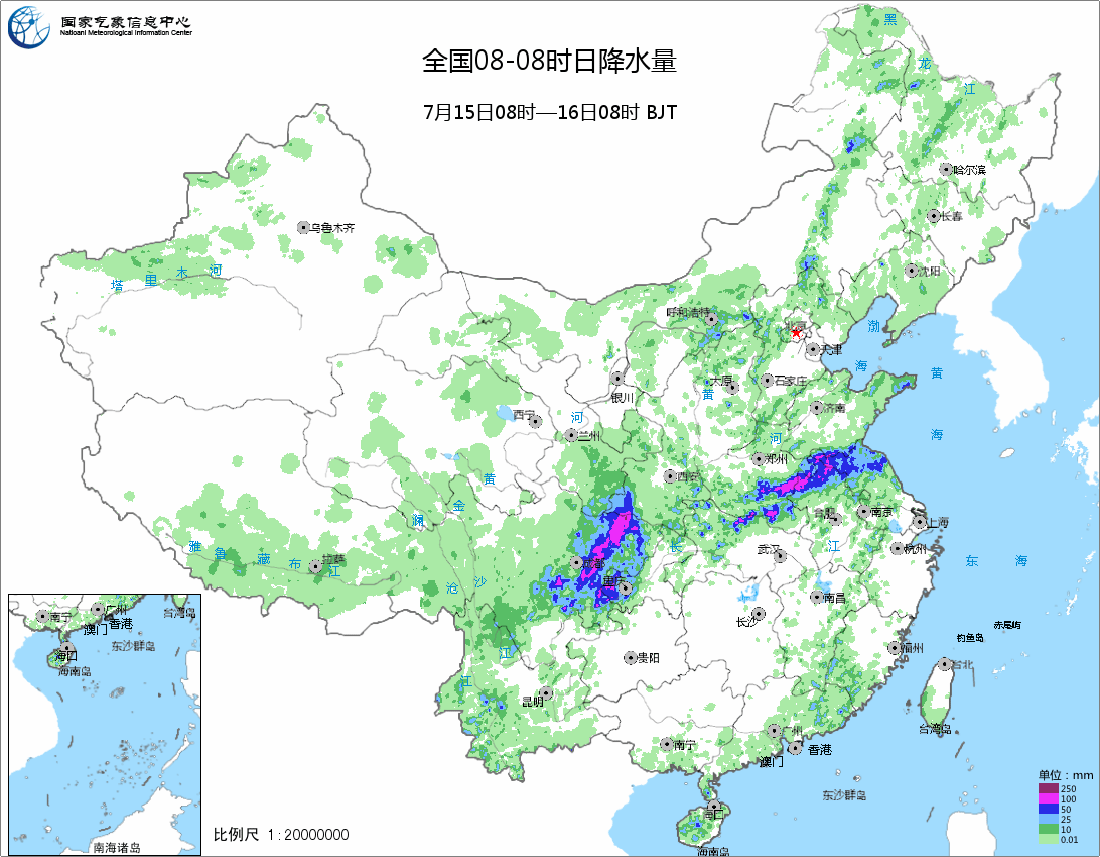 国家气象信息中心
Natioanl Meteorological Information Center
全国08-08时日降水量
7月15日08时—16日08时 BJT
黑
龙
江
哈尔滨
长春
沈阳
乌鲁木齐
塔
里
木
河
呼和浩特
北京
天津
渤
海
黄
海
银川
太原
石家庄
黄
济南
西宁
兰州
河
河
郑州
西安
黄
金
澜
合肥
南京
上海
雅
鲁
藏
布
江
拉萨
成都
长
武汉
江
杭州
东
海
沧
沙
重庆
南昌
长沙
江
贵阳
福州
钓鱼岛
赤尾屿
台北
江
昆明
台湾岛
南宁
广州
香港
澳门
海口
海南岛
东沙群岛
南宁
广州
香港
澳门
台湾岛
东沙群岛
海口
海南岛
南海诸岛
比例尺 1:20000000
单位：mm
250
100
50
25
10
0.01